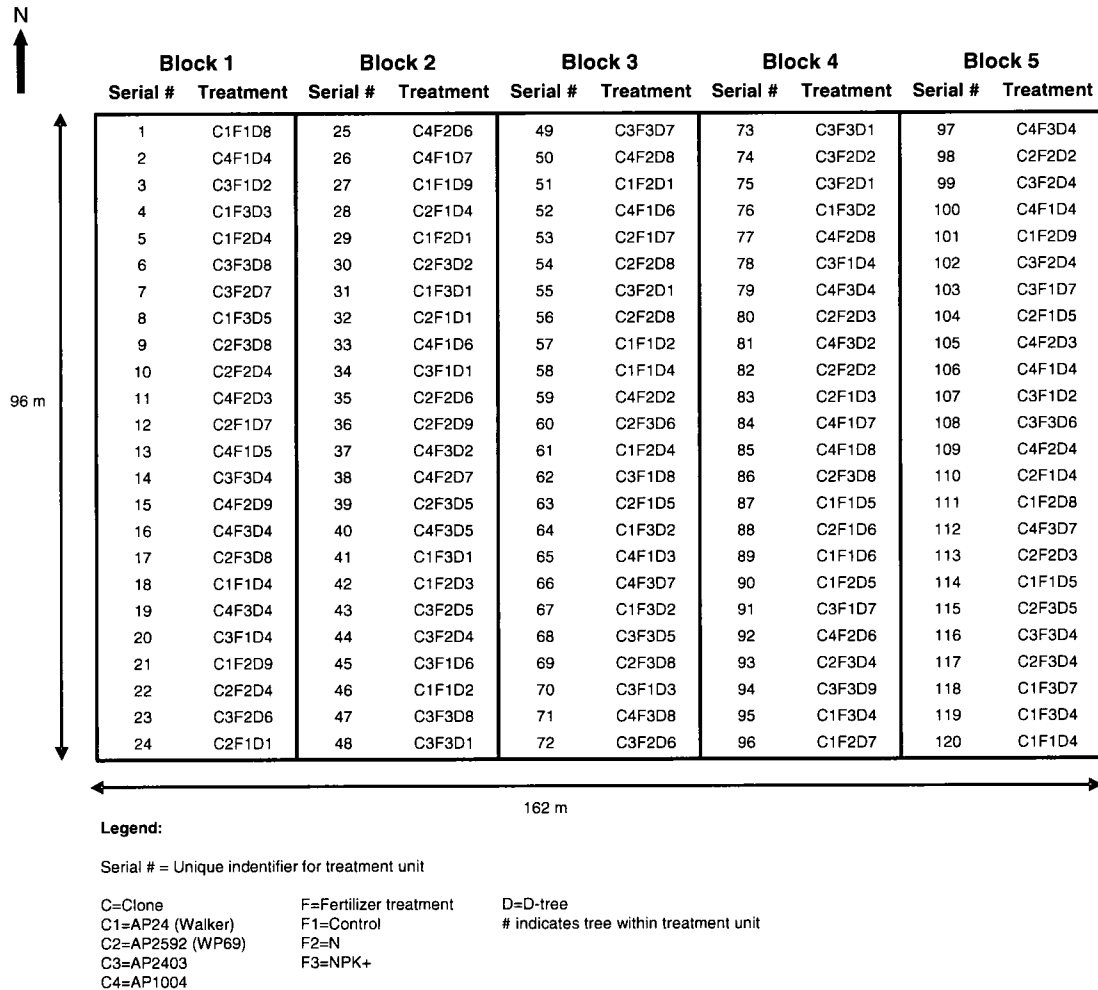 N
Block 1 Block 2 Block 3 Block 4 Block 5
Serial # Treatment Serial # Treatment Serial # Treatment Serial # Treatment Serial # Treatment
1 C1F1D8 25 C4F2D6 49 C3F3D7 73 C3F3D1 97 C4F3D4
2 C4F1D4 26 C4F1D7 50 C4F2D8 74 C3F2D2 98 C2F2D2
3 C3F1D2 27 C1F1D9 51 C1F2D1 75 C3F2D1 99 C3F2D4
4 C1F3D3 28 C2F1D4 52 C4F1D6 76 C1F3D2 100 C4F1D4
5 C1F2D4 29 C1F2D1 53 C2F1D7 77 C4F2D8 101 C1F2D9
6 C3F3D8 30 C2F3D2 54 C2F2D8 78 C3F1D4 102 C3F2D4
7 C3F2D7 31 C1F3D1 55 C3F2D1 79 C4F3D4 103 C3F1D7
8 C1F3D5 32 C2F1D1 56 C2F2D8 80 C2F2D3 104 C2F1D5
9 C2F3D8 33 C4F1D6 57 C1F1D2 81 C4F3D2 105 C4F2D3
10 C2F2D4 34 C3F1D1 58 C1F1D4 82 C2F2D2 106 C4F1D4
96 m
11 C4F2D3 35 C2F2D6 59 C4F2D2 83 C2F1D3 107 C3F1D2
12 C2F1D7 36 C2F2D9 60 C2F3D6 84 C4F1D7 108 C3F3D6
13 C4F1D5 37 C4F3D2 61 C1F2D4 85 C4F1D8 109 C4F2D4
14 C3F3D4 38 C4F2D7 62 C3F1D8 86 C2F3D8 110 C2F1D4
15 C4F2D9 39 C2F3D5 63 C2F1D5 87 C1F1D5 111 C1F2D8
16 C4F3D4 40 C4F3D5 64 C1F3D2 88 C2F1D6 112 C4F3D7
17 C2F3D8 41 C1F3D1 65 C4F1D3 89 C1F1D6 113 C2F2D3
18 C1F1D4 42 C1F2D3 66 C4F3D7 90 C1F2D5 114 C1F1D5
19 C4F3D4 43 C3F2D5 67 C1F3D2 91 C3F1D7 115 C2F3D5
20 C3F1D4 44 C3F2D4 68 C3F3D5 92 C4F2D6 116 C3F3D4
21 C1F2D9 45 C3F1D6 69 C2F3D8 93 C2F3D4 117 C2F3D4
22 C2F2D4 46 C1F1D2 70 C3F1D3 94 C3F3D9 118 C1F3D7
23 C3F2D6 47 C3F3D8 71 C4F3D8 95 C1F3D4 119 C1F3D4
24 C2F1D1 48 C3F3D1 72 C3F2D6 96 C1F2D7 120 C1F1D4
162 m
Legend:
Serial # = Unique indentifier for treatment unit
C=Clone F=Fertilizer treatment D=D-tree
C1=AP24 (Walker) F1=Control # indicates tree within treatment unit
C2=AP2592 (WP69) F2=N
C3=AP2403 F3=NPK+
C4=AP1004